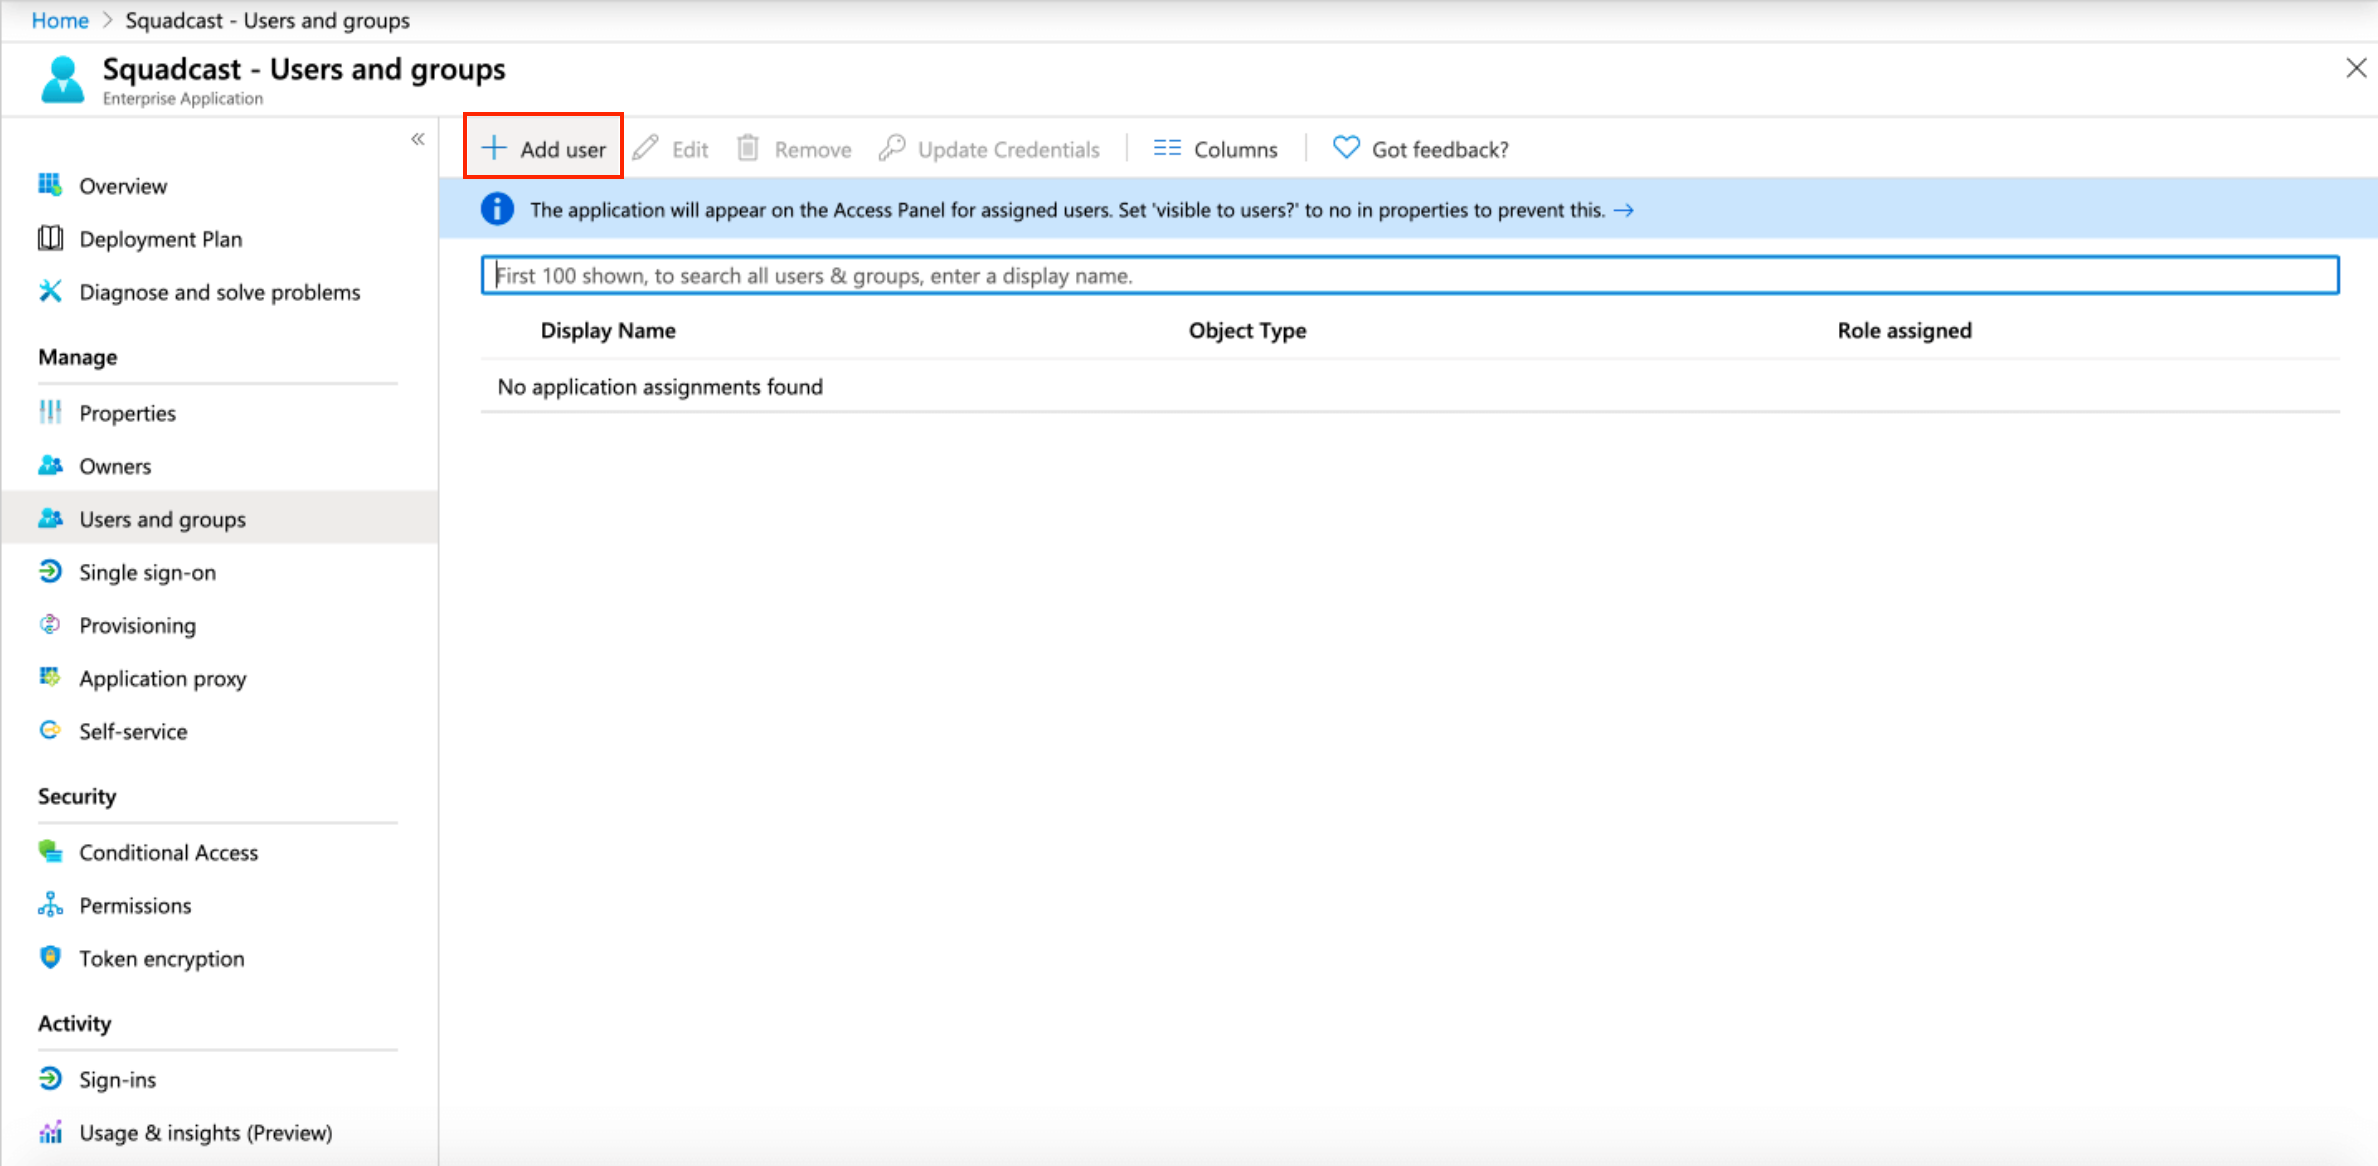 Home > Squadcast - Users and groups
Squadcast - Users and groups
Enterprise Application
«
Overview
Deployment Plan
Diagnose and solve problems
Manage
Properties
Owners
Users and groups
Single sign-on
Provisioning
Application proxy
Self-service
Security
Conditional Access
Permissions
Token encryption
Activity
Sign-ins
Usage & insights (Preview)
+ Add user Edit Remove Update Credentials Columns Got feedback?
The application will appear on the Access Panel for assigned users. Set 'visible to users?' to no in properties to prevent this. →
First 100 shown, to search all users & groups, enter a display name.
Display Name Object Type Role assigned
No application assignments found